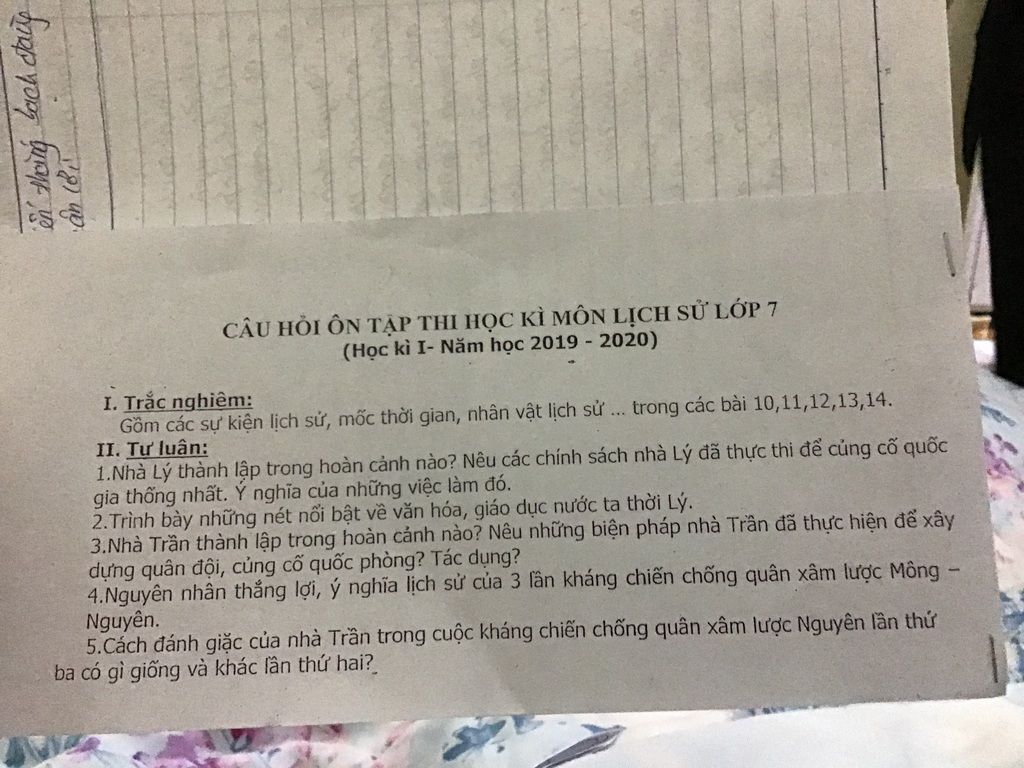 sạch
thống
lời
CÂU HỎI ÔN TẬP THI HỌC KÌ MÔN LỊCH SỬ LỚP 7
(Học kì I- Năm học 2019 - 2020)
I. Trắc nghiệm:
Gồm các sự kiện lịch sử, mốc thời gian, nhân vật lịch sử ... trong các bài 10,11,12,13,14.
II. Tự luân:
1.Nhà Lý thành lập trong hoàn cảnh nào? Nêu các chính sách nhà Lý đã thực thi để củng cố quốc
gia thống nhất. Ý nghĩa của những việc làm đó.
2.Trình bày những nét nổi bật về văn hóa, giáo dục nước ta thời Lý.
3.Nhà Trần thành lập trong hoàn cảnh nào? Nêu những biện pháp nhà Trần đã thực hiện để xây
dựng quân đội, củng cố quốc phòng? Tác dụng?
4.Nguyên nhân thắng lợi, ý nghĩa lịch sử của 3 lần kháng chiến chống quân xâm lược Mông –
Nguyên.
5.Cách đánh giặc của nhà Trần trong cuộc kháng chiến chống quân xâm lược Nguyên lần thứ
ba có gì giống và khác lần thứ hai?